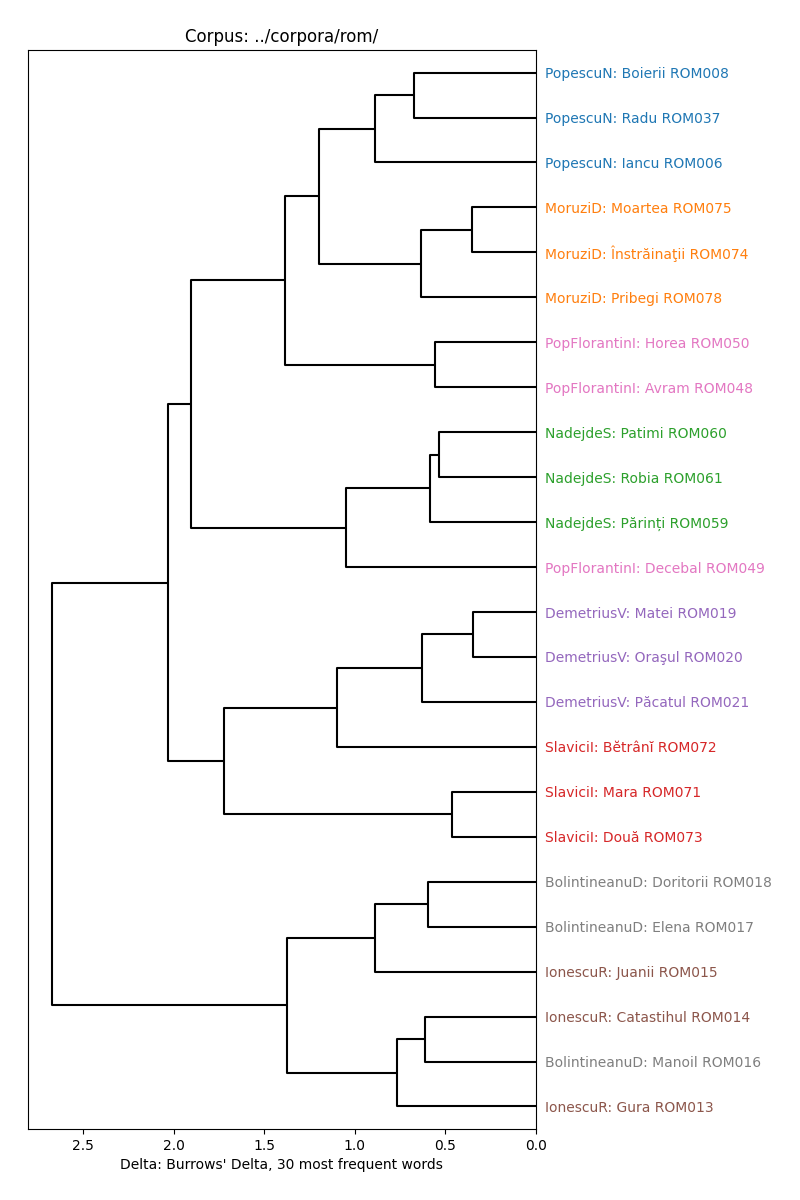 Corpus: ../corpora/rom/
PopescuN: Boierii ROM008
PopescuN: Radu ROM037
PopescuN: Iancu ROM006
MoruziD: Moartea ROM075
MoruziD: Înstrăinaţii ROM074
MoruziD: Pribegi ROM078
PopFlorantinI: Horea ROM050
PopFlorantinI: Avram ROM048
NadejdeS: Patimi ROM060
NadejdeS: Robia ROM061
NadejdeS: Părinți ROM059
PopFlorantinI: Decebal ROM049
DemetriusV: Matei ROM019
DemetriusV: Oraşul ROM020
DemetriusV: Păcatul ROM021
SlaviciI: Bĕtrânĭ ROM072
SlaviciI: Mara ROM071
SlaviciI: Două ROM073
BolintineanuD: Doritorii ROM018
BolintineanuD: Elena ROM017
IonescuR: Juanii ROM015
IonescuR: Catastihul ROM014
BolintineanuD: Manoil ROM016
IonescuR: Gura ROM013
2.5 2.0 1.5 1.0 0.5 0.0
Delta: Burrows' Delta, 30 most frequent words